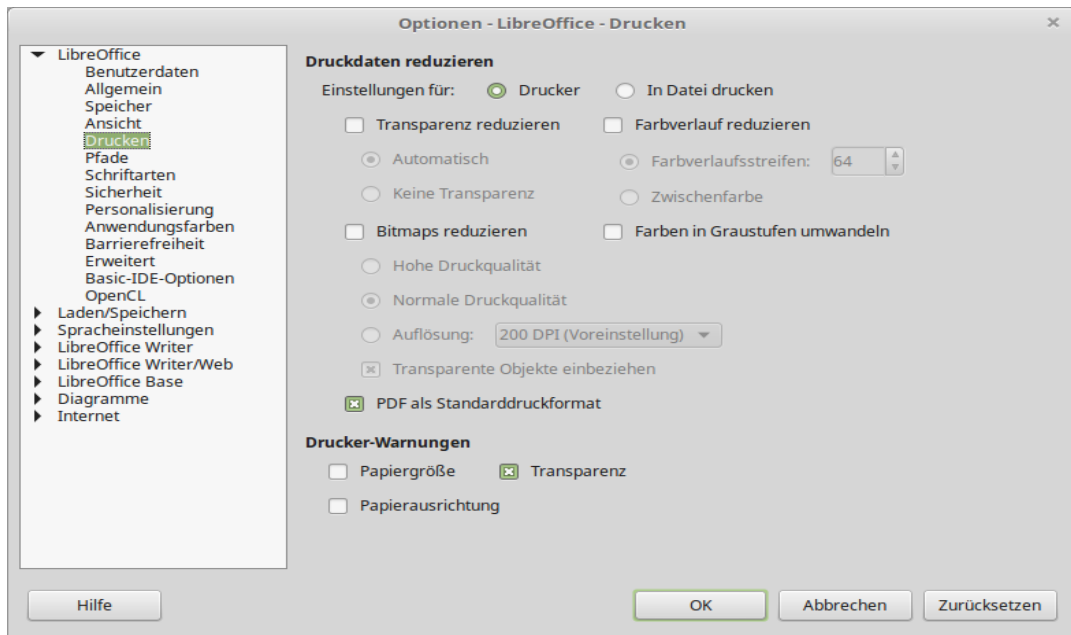 Optionen - LibreOffice - Drucken
LibreOffice
Benutzerdaten
Allgemein
Speicher
Ansicht
Drucken
Pfade
Schriftarten
Sicherheit
Personalisierung
Anwendungsfarben
Barrierefreiheit
Erweitert
Basic-IDE-Optionen
OpenCL
Laden/Speichern
Spracheinstellungen
LibreOffice Writer
LibreOffice Writer/Web
LibreOffice Base
Diagramme
Internet
Druckdaten reduzieren
Einstellungen für: Drucker In Datei drucken
Transparenz reduzieren Farbverlauf reduzieren
Automatisch Farbverlaufsstreifen: 64
Keine Transparenz Zwischenfarbe
Bitmaps reduzieren Farben in Graustufen umwandeln
Hohe Druckqualität
Normale Druckqualität
Auflösung: 200 DPI (Voreinstellung)
Transparente Objekte einbeziehen
PDF als Standarddruckformat
Drucker-Warnungen
Papiergröße Transparenz
Papierausrichtung
Hilfe OK Abbrechen Zurücksetzen